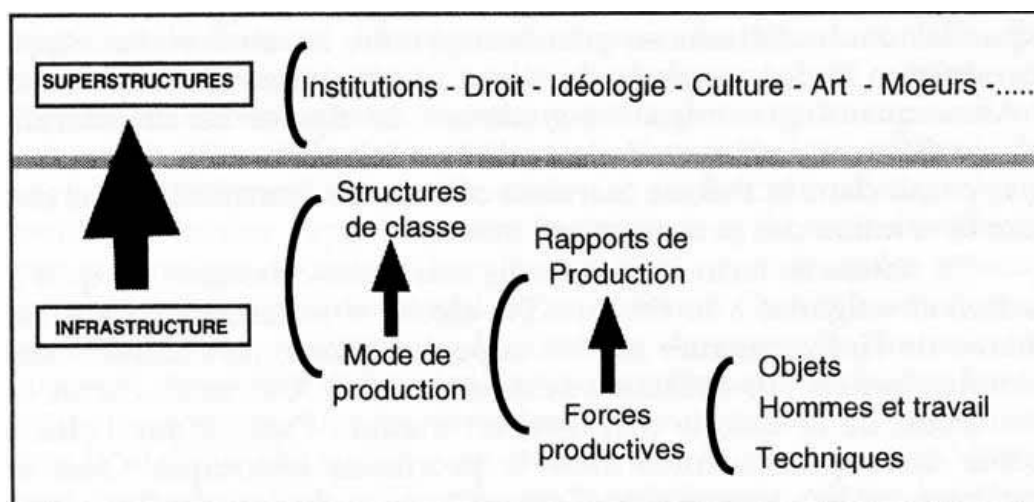 SUPERSTRUCTURES
Institutions - Droit - Idéologie - Culture - Art - Moeurs -.....
Structures
de classe
Rapports de
Production
INFRASTRUCTURE
Mode de
production
Forces
productives
Objets
Hommes et travail
Techniques